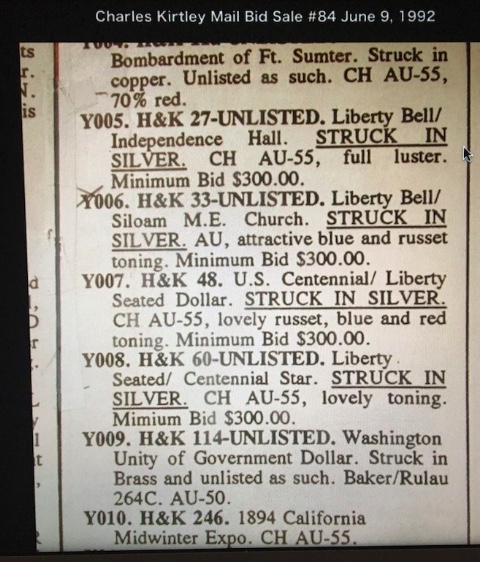 Charles Kirtley Mail Bid Sale #84 June 9, 1992
Bombardment of Ft. Sumter. Struck in
copper. Unlisted as such. CH AU-55,
70% red.
Y005. H&K 27-UNLISTED. Liberty Bell/
Independence Hall. STRUCK IN
SILVER. CH AU-55, full luster.
Minimum Bid $300.00.
Y006. H&K 33-UNLISTED. Liberty Bell/
Siloam M.E. Church. STRUCK IN
SILVER. AU, attractive blue and russet
toning. Minimum Bid $300.00.
Y007. H&K 48. U.S. Centennial/ Liberty
Seated Dollar. STRUCK IN SILVER.
CH AU-55, lovely russet, blue and red
toning. Minimum Bid $300.00.
Y008. H&K 60-UNLISTED. Liberty
Seated/ Centennial Star. STRUCK IN
SILVER. CH AU-55, lovely toning.
Mimium Bid $300.00.
Y009. H&K 114-UNLISTED. Washington
Unity of Government Dollar. Struck in
Brass and unlisted as such. Baker/Rulau
264C. AU-50.
Y010. H&K 246. 1894 California
Midwinter Expo. CH AU-55.